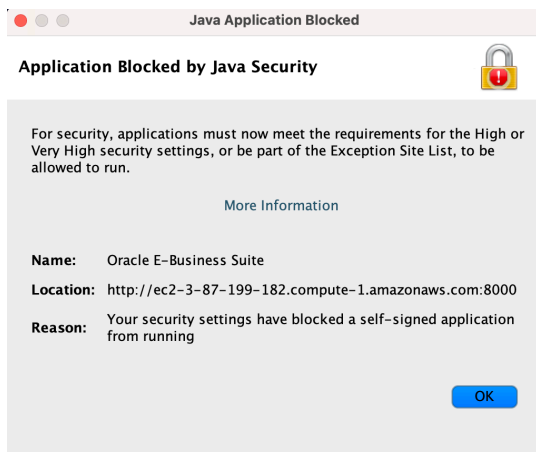 Java Application Blocked
Application Blocked by Java Security
For security, applications must now meet the requirements for the High or
Very High security settings, or be part of the Exception Site List, to be
allowed to run.
More Information
Name: Oracle E-Business Suite
Location: http://ec2-3-87-199-182.compute-1.amazonaws.com:8000
Reason: Your security settings have blocked a self-signed application
from running
OK